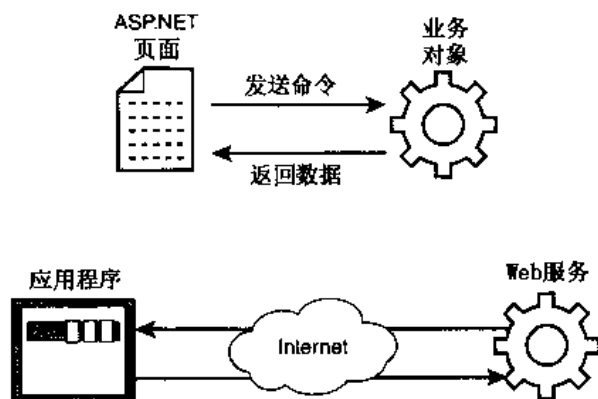 ASP.NET
页面
业务
对象
发送命令
返回数据
应用程序
Web服务
Internet